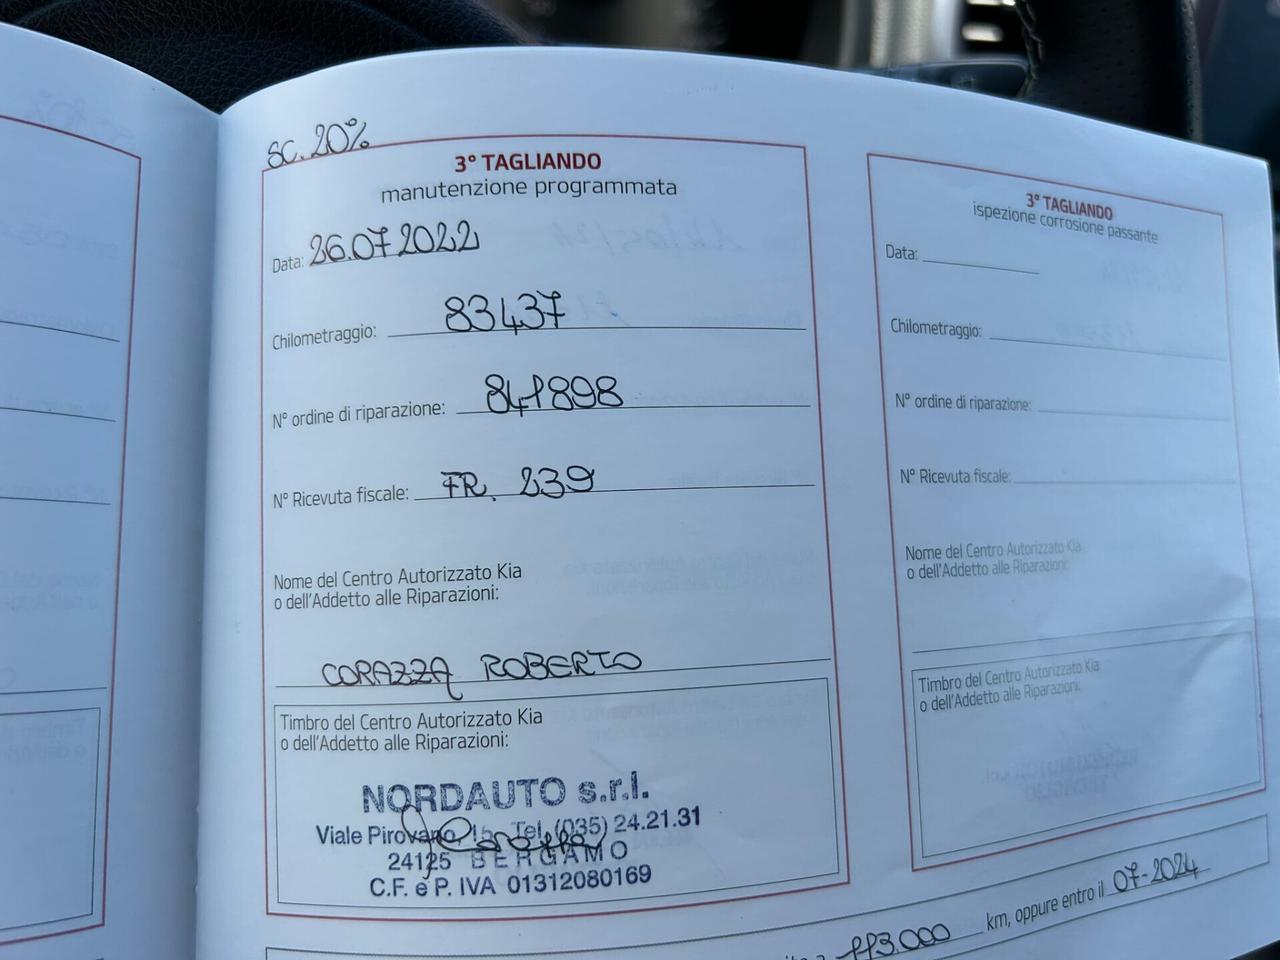 SC. 20%
3° TAGLIANDO
manutenzione programmata
Data: 26.07.2022
Chilometraggio: 83437
N° ordine di riparazione: 841898
N° Ricevuta fiscale: FR. 239
Nome del Centro Autorizzato Kia
o dell'Addetto alle Riparazioni:
CORAZZA ROBERTO
Timbro del Centro Autorizzato Kia
o dell'Addetto alle Riparazioni:
NORDAUTO s.r.l.
Viale Pirovano, Tel. (035) 24.21.31
24125 BERGAMO
C.F. e P. IVA 01312080169
3° TAGLIANDO
ispezione corrosione passante
Data:
Chilometraggio:
N° ordine di riparazione:
N° Ricevuta fiscale:
Nome del Centro Autorizzato Kia
o dell'Addetto alle Riparazioni:
Timbro del Centro Autorizzato Kia
o dell'Addetto alle Riparazioni:
113.000 km, oppure entro il 07-2024